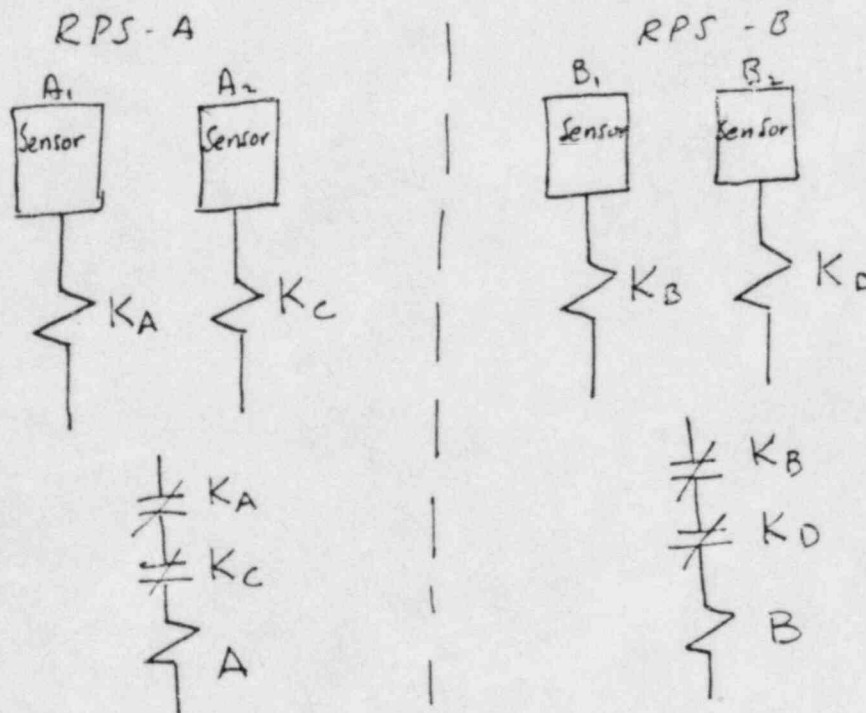 RPS-A
RPS-B
A1
A2
B1
B2
Sensor
Sensor
Sensor
Sensor
KA
KC
KB
KD
KA
KB
KC
KD
A
B